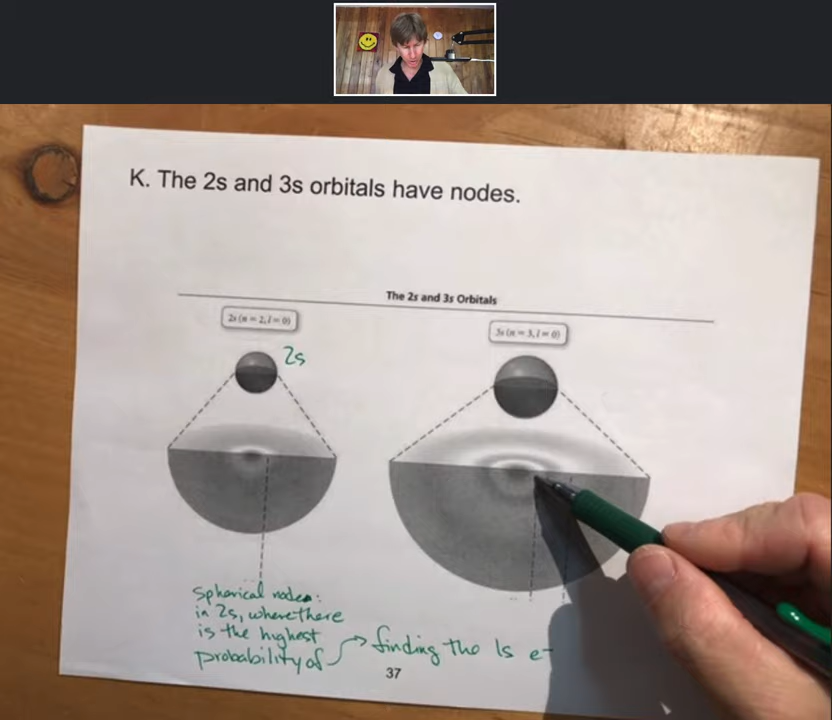 K. The 2s and 3s orbitals have nodes.
The 2s and 3s Orbitals
2s (n = 2, l = 0)
3s (n = 3, l = 0)
2s
spherical node:
in 2s, where there
is the highest
probability of → finding the 1s e-
37